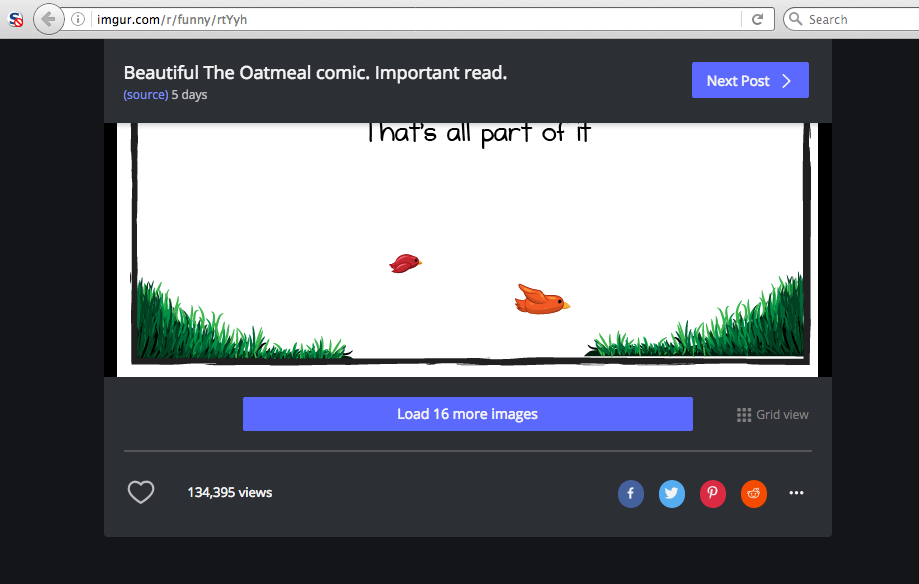 imgur.com/r/funny/rtYyh
Search
Beautiful The Oatmeal comic. Important read.
(source) 5 days
Next Post
That's all part of it
Load 16 more images
Grid view
134,395 views